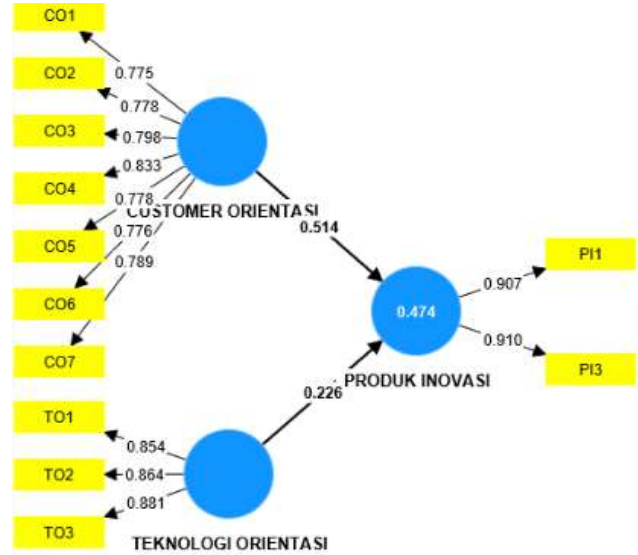 CO1
0.775
CO2
0.778
CO3
0.798
CO4
0.833
0.778
CUSTOMER ORIENTASI
CO5
0.776
0.514
PI1
0.789
0.907
CO6
0.474
0.910
CO7
PI3
PRODUK INOVASI
0.226
TO1
0.854
TO2
0.864
0.881
TO3
TEKNOLOGI ORIENTASI